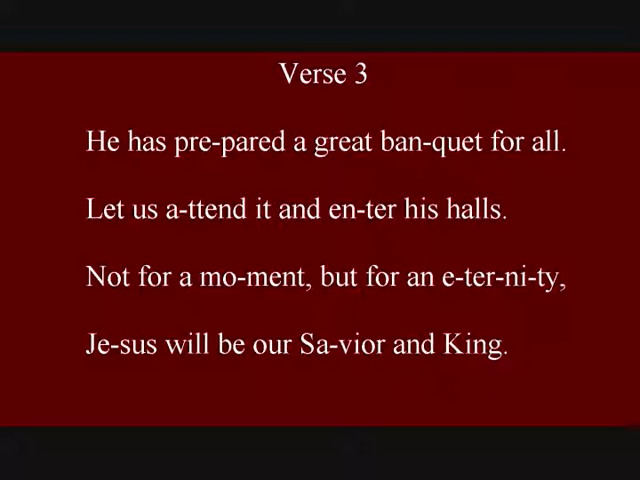 Verse 3
He has pre-pared a great ban-quet for all.
Let us a-ttend it and en-ter his halls.
Not for a mo-ment, but for an e-ter-ni-ty,
Je-sus will be our Sa-vior and King.